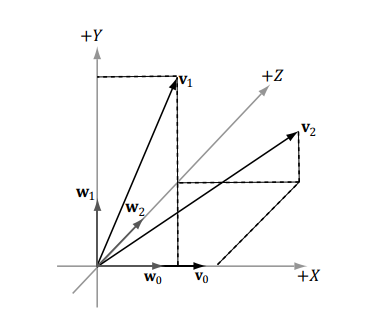 +Y
v₁
+Z
v₂
w₁
w₂
w₀
v₀
+X